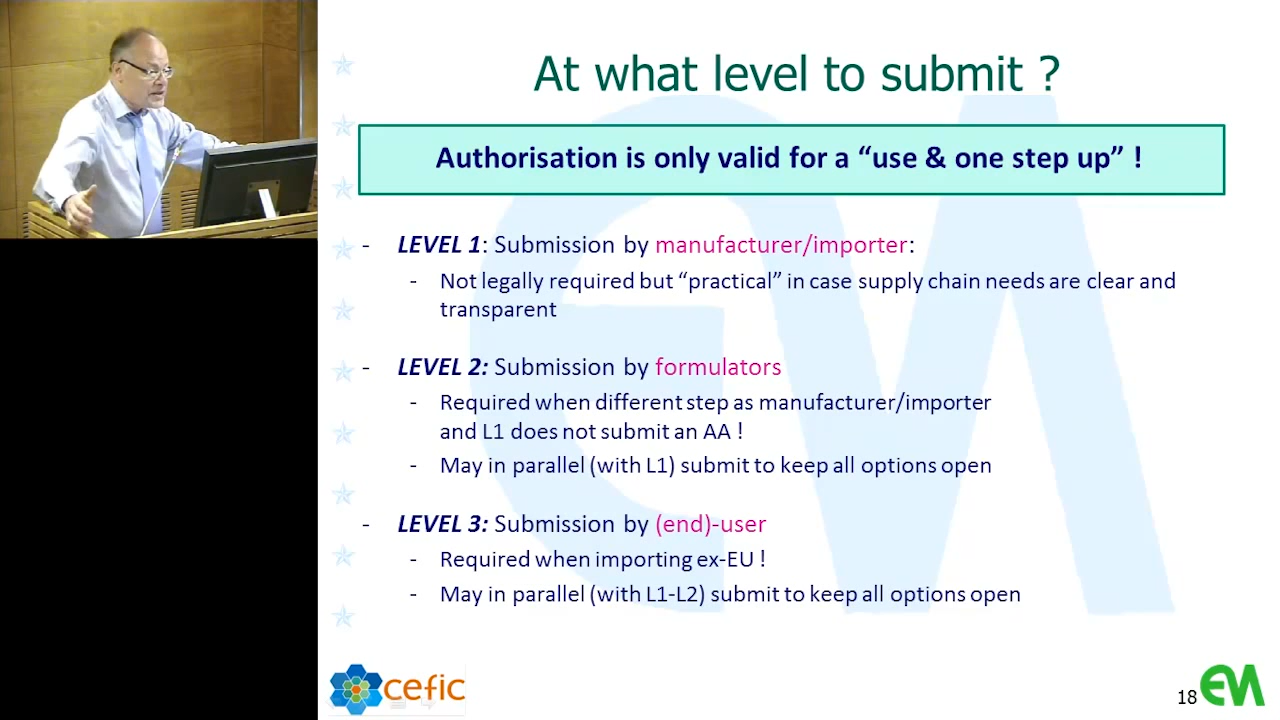 At what level to submit ?
Authorisation is only valid for a “use & one step up” !
- LEVEL 1: Submission by manufacturer/importer:
- Not legally required but “practical” in case supply chain needs are clear and
transparent
- LEVEL 2: Submission by formulators
- Required when different step as manufacturer/importer
and L1 does not submit an AA !
- May in parallel (with L1) submit to keep all options open
- LEVEL 3: Submission by (end)-user
- Required when importing ex-EU !
- May in parallel (with L1-L2) submit to keep all options open
cefic
18
EM